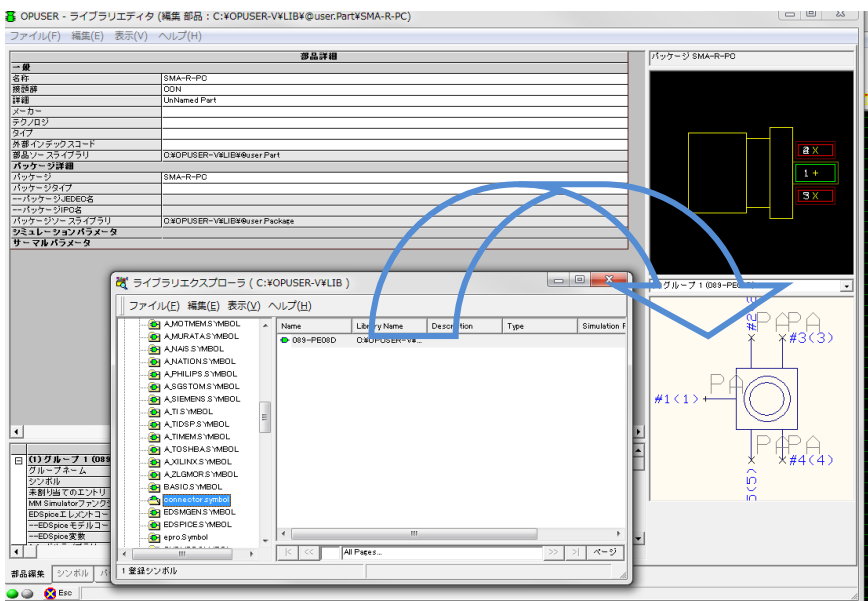 OPUSER - ライブラリエディタ (編集 部品 : C:¥OPUSER-V¥LIB¥@user.Part¥SMA-R-PC)
ファイル(F) 編集(E) 表示(V) ヘルプ(H)
部品詳細
一般
名称 SMA-R-PC
接頭辞 CON
詳細 UnNamed Part
メーカー
テクノロジ
タイプ
外部インデックスコード
部品ソースライブラリ C:¥OPUSER-V¥LIB¥@user.Part
パッケージ詳細
パッケージ SMA-R-PC
パッケージタイプ
--パッケージJEDEC名
--パッケージIPC名
パッケージソースライブラリ C:¥OPUSER-V¥LIB¥@user.Package
シミュレーションパラメータ
サーマルパラメータ
パッケージ SMA-R-PC
2 X
1 +
3 X
グループ 1 (089-PE
#3(3)
PA
PA
#1(1)
PA
PA
PA
#4(4)
ライブラリエクスプローラ ( C:¥OPUSER-V¥LIB )
ファイル(F) 編集(E) 表示(V) ヘルプ(H)
A_MOTMEM.SYMBOL
A_MURATA.SYMBOL
A_NAIS.SYMBOL
A_NATION.SYMBOL
A_PHILIPS.SYMBOL
A_SGSTOM.SYMBOL
A_SIEMENS.SYMBOL
A_TI.SYMBOL
A_TIDSP.SYMBOL
A_TIMEM.SYMBOL
A_TOSHIBA.SYMBOL
A_XILINX.SYMBOL
A_ZLGMCR.SYMBOL
BASIC.SYMBOL
connector.symbol
EDSMGEN.SYMBOL
EDSPICE.SYMBOL
epro.Symbol
Name Library Name Description Type Simulation F
089-PE08D C:¥OPUSER-V¥...
|< << All Pages... >> >| ページ
1 登録シンボル
(1) グループ 1 (089
グループネーム
シンボル
未割り当てのエントリ
MM Simulatorファンクシ
EDSpiceエレメントコー
--EDSpiceモデルコー
--EDSpice変数
部品編集 シンボル パ
Esc